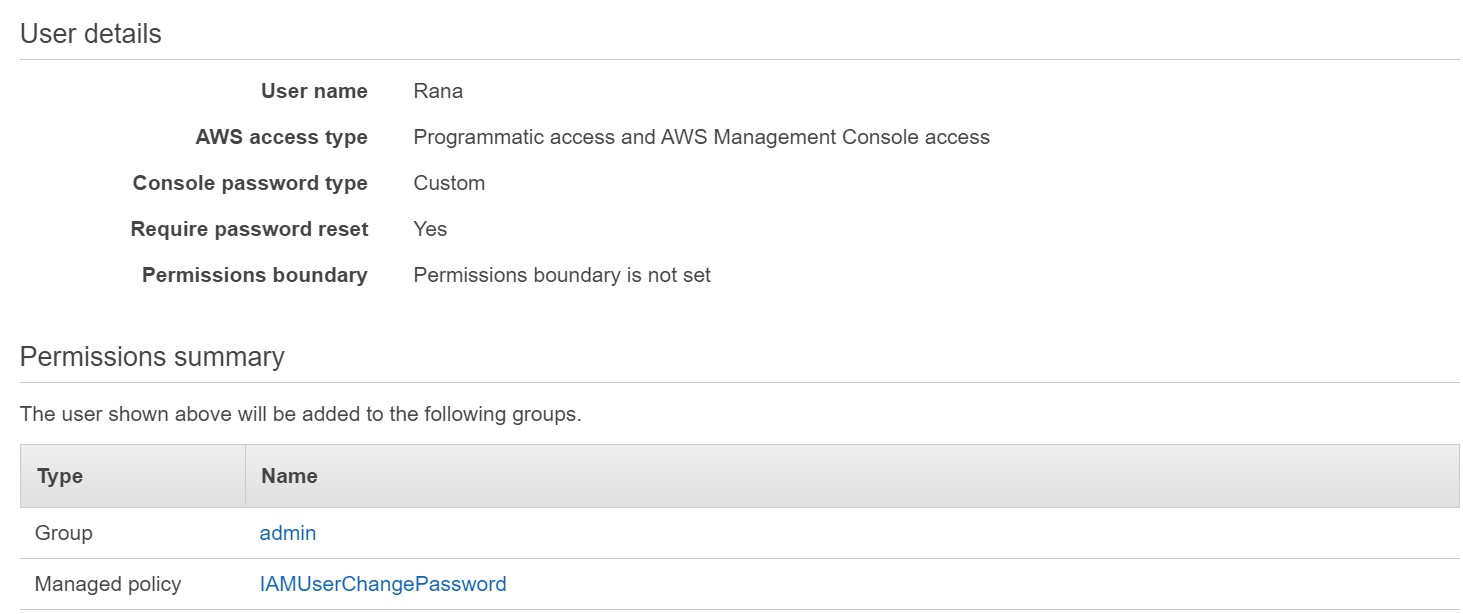 User details
User name Rana
AWS access type Programmatic access and AWS Management Console access
Console password type Custom
Require password reset Yes
Permissions boundary Permissions boundary is not set
Permissions summary
The user shown above will be added to the following groups.
Type Name
Group admin
Managed policy IAMUserChangePassword